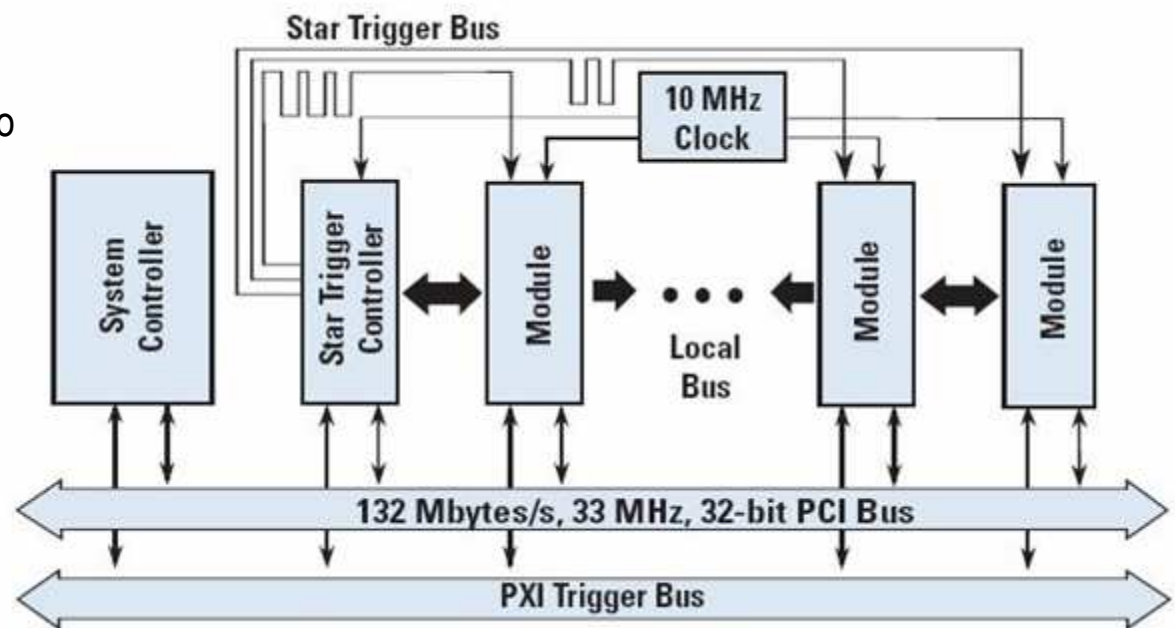 Star Trigger Bus
10 MHz
Clock
o
System
Controller
Star Trigger
Controller
Module
Module
Module
Local
Bus
132 Mbytes/s, 33 MHz, 32-bit PCI Bus
PXI Trigger Bus